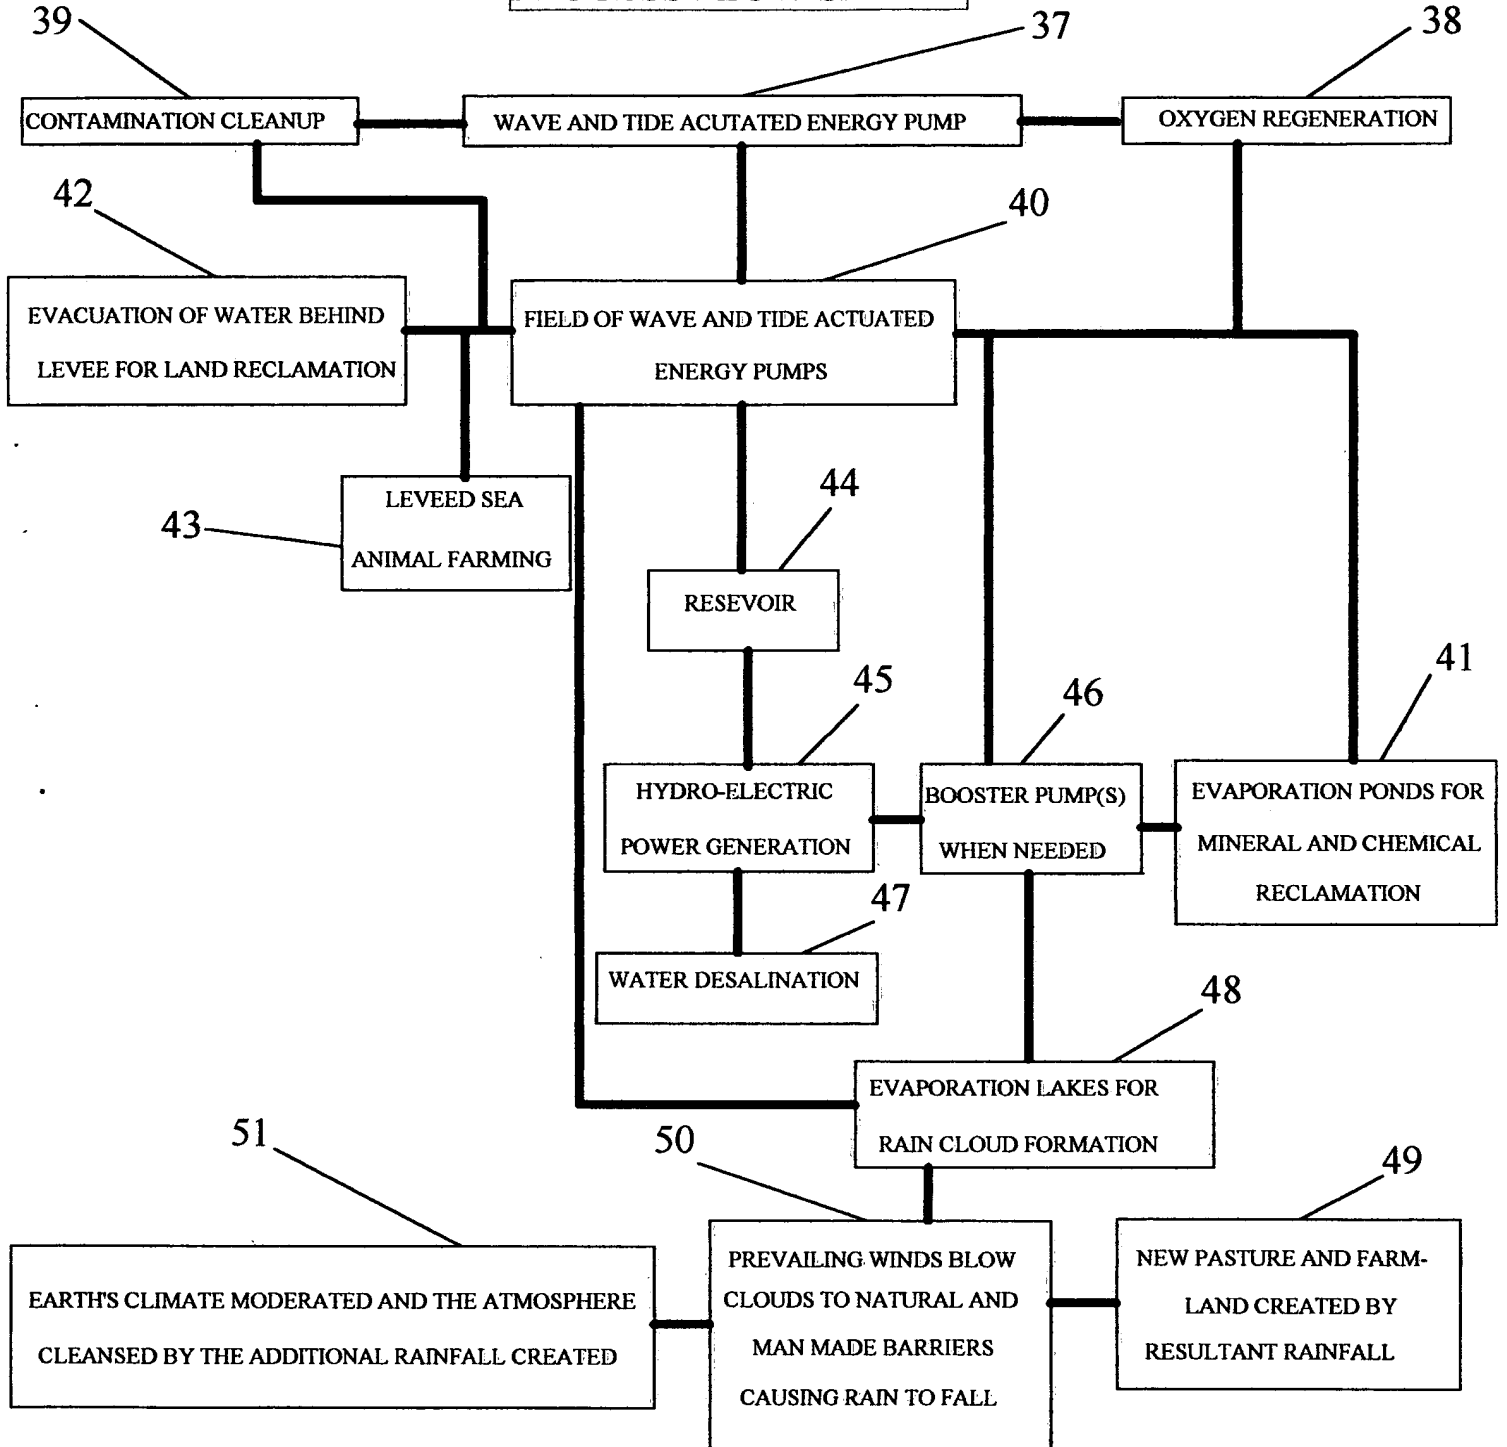 39
37
38
CONTAMINATION CLEANUP
WAVE AND TIDE ACUTATED ENERGY PUMP
OXYGEN REGENERATION
42
40
EVACUATION OF WATER BEHIND
LEVEE FOR LAND RECLAMATION
FIELD OF WAVE AND TIDE ACTUATED
ENERGY PUMPS
43
LEVEED SEA
ANIMAL FARMING
44
RESEVOIR
45
46
41
HYDRO-ELECTRIC
POWER GENERATION
BOOSTER PUMP(S)
WHEN NEEDED
EVAPORATION PONDS FOR
MINERAL AND CHEMICAL
RECLAMATION
47
WATER DESALINATION
48
EVAPORATION LAKES FOR
RAIN CLOUD FORMATION
51
50
49
EARTH'S CLIMATE MODERATED AND THE ATMOSPHERE
CLEANSED BY THE ADDITIONAL RAINFALL CREATED
PREVAILING WINDS BLOW
CLOUDS TO NATURAL AND
MAN MADE BARRIERS
CAUSING RAIN TO FALL
NEW PASTURE AND FARM-
LAND CREATED BY
RESULTANT RAINFALL